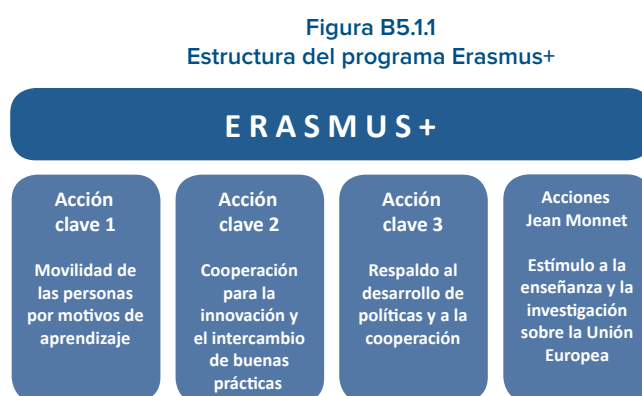 Figura B5.1.1
Estructura del programa Erasmus+
ERASMUS+
Acción
clave 1
Movilidad de
las personas
por motivos de
aprendizaje
Acción
clave 2
Cooperación
para la
innovación y
el intercambio
de buenas
prácticas
Acción
clave 3
Respaldo al
desarrollo de
políticas y a la
cooperación
Acciones
Jean Monnet
Estímulo a la
enseñanza y la
investigación
sobre la Unión
Europea